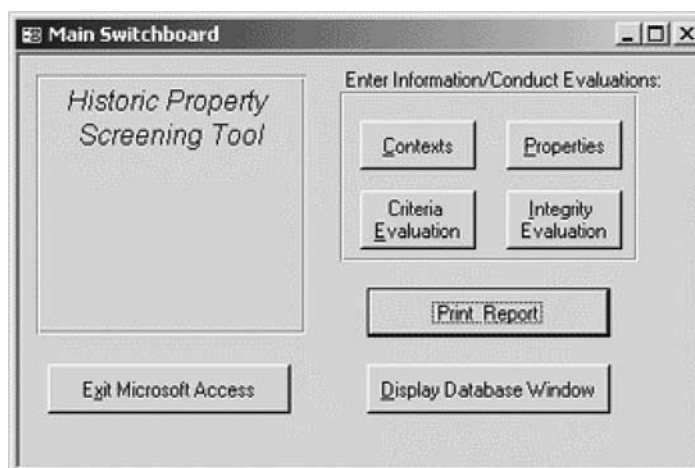 Main Switchboard
Historic Property
Screening Tool
Enter Information/Conduct Evaluations:
Contexts
Properties
Criteria
Evaluation
Integrity
Evaluation
Print Report
Exit Microsoft Access
Display Database Window